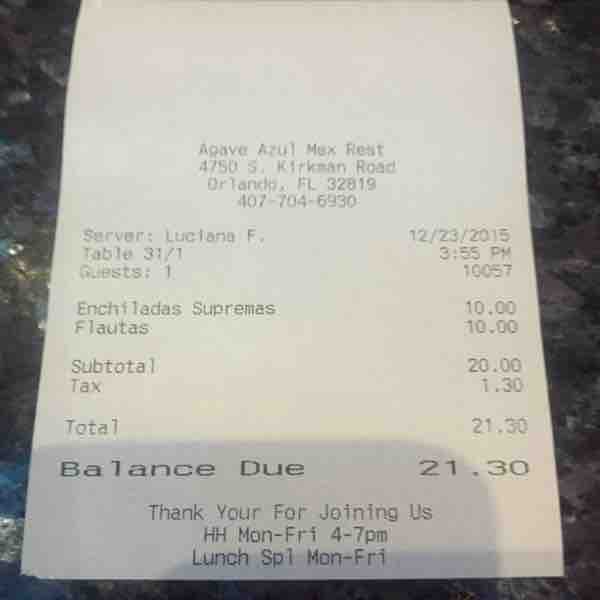 Agave Azul Mex Rest
4750 S. Kirkman Road
Orlando, FL 32819
407-704-6930
Server: Luciana F. 12/23/2015
Table 31/1 3:55 PM
Guests: 1 10057
Enchiladas Supremas 10.00
Flautas 10.00
Subtotal 20.00
Tax 1.30
Total 21.30
Balance Due 21.30
Thank Your For Joining Us
HH Mon-Fri 4-7pm
Lunch Spl Mon-Fri